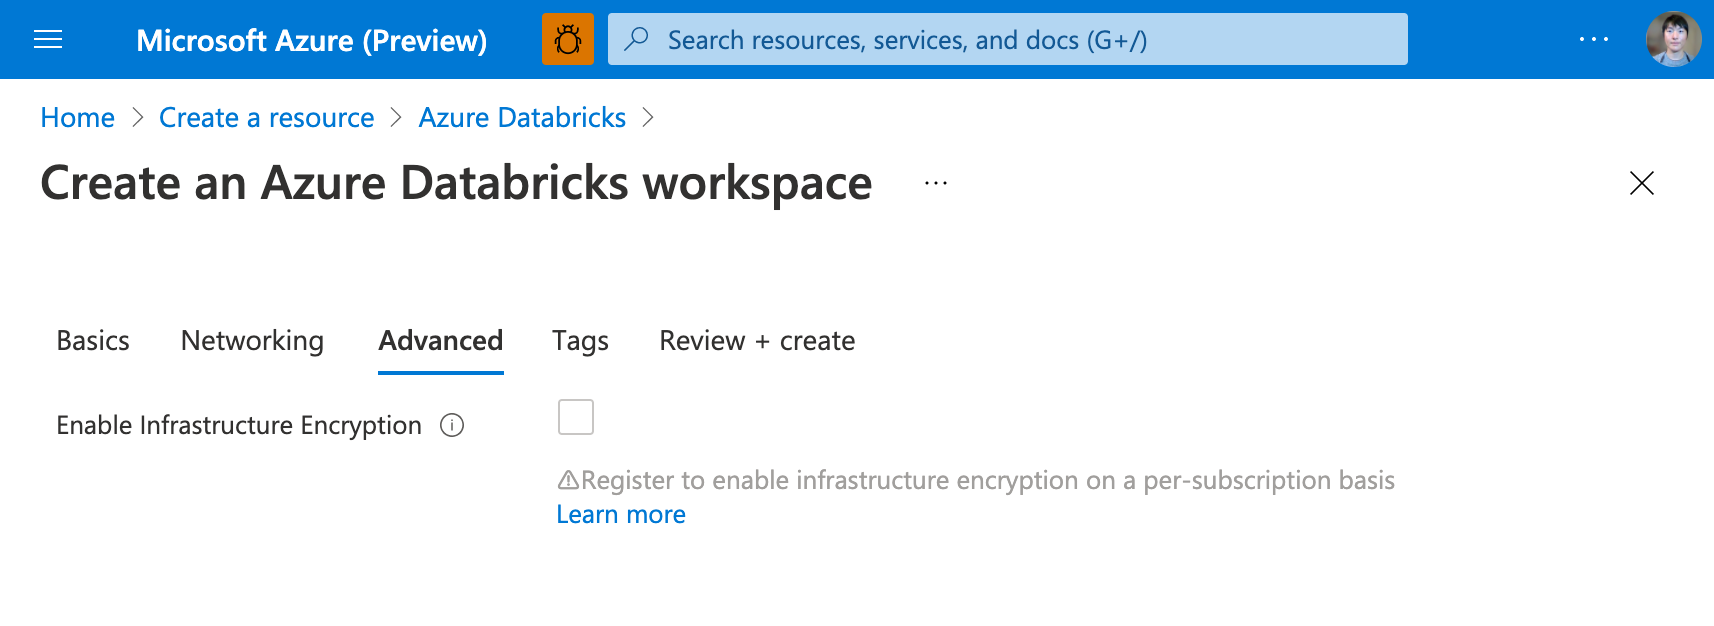 Microsoft Azure (Preview)
Search resources, services, and docs (G+/)
Home > Create a resource > Azure Databricks >
Create an Azure Databricks workspace ...
Basics Networking Advanced Tags Review + create
Enable Infrastructure Encryption
Register to enable infrastructure encryption on a per-subscription basis
Learn more